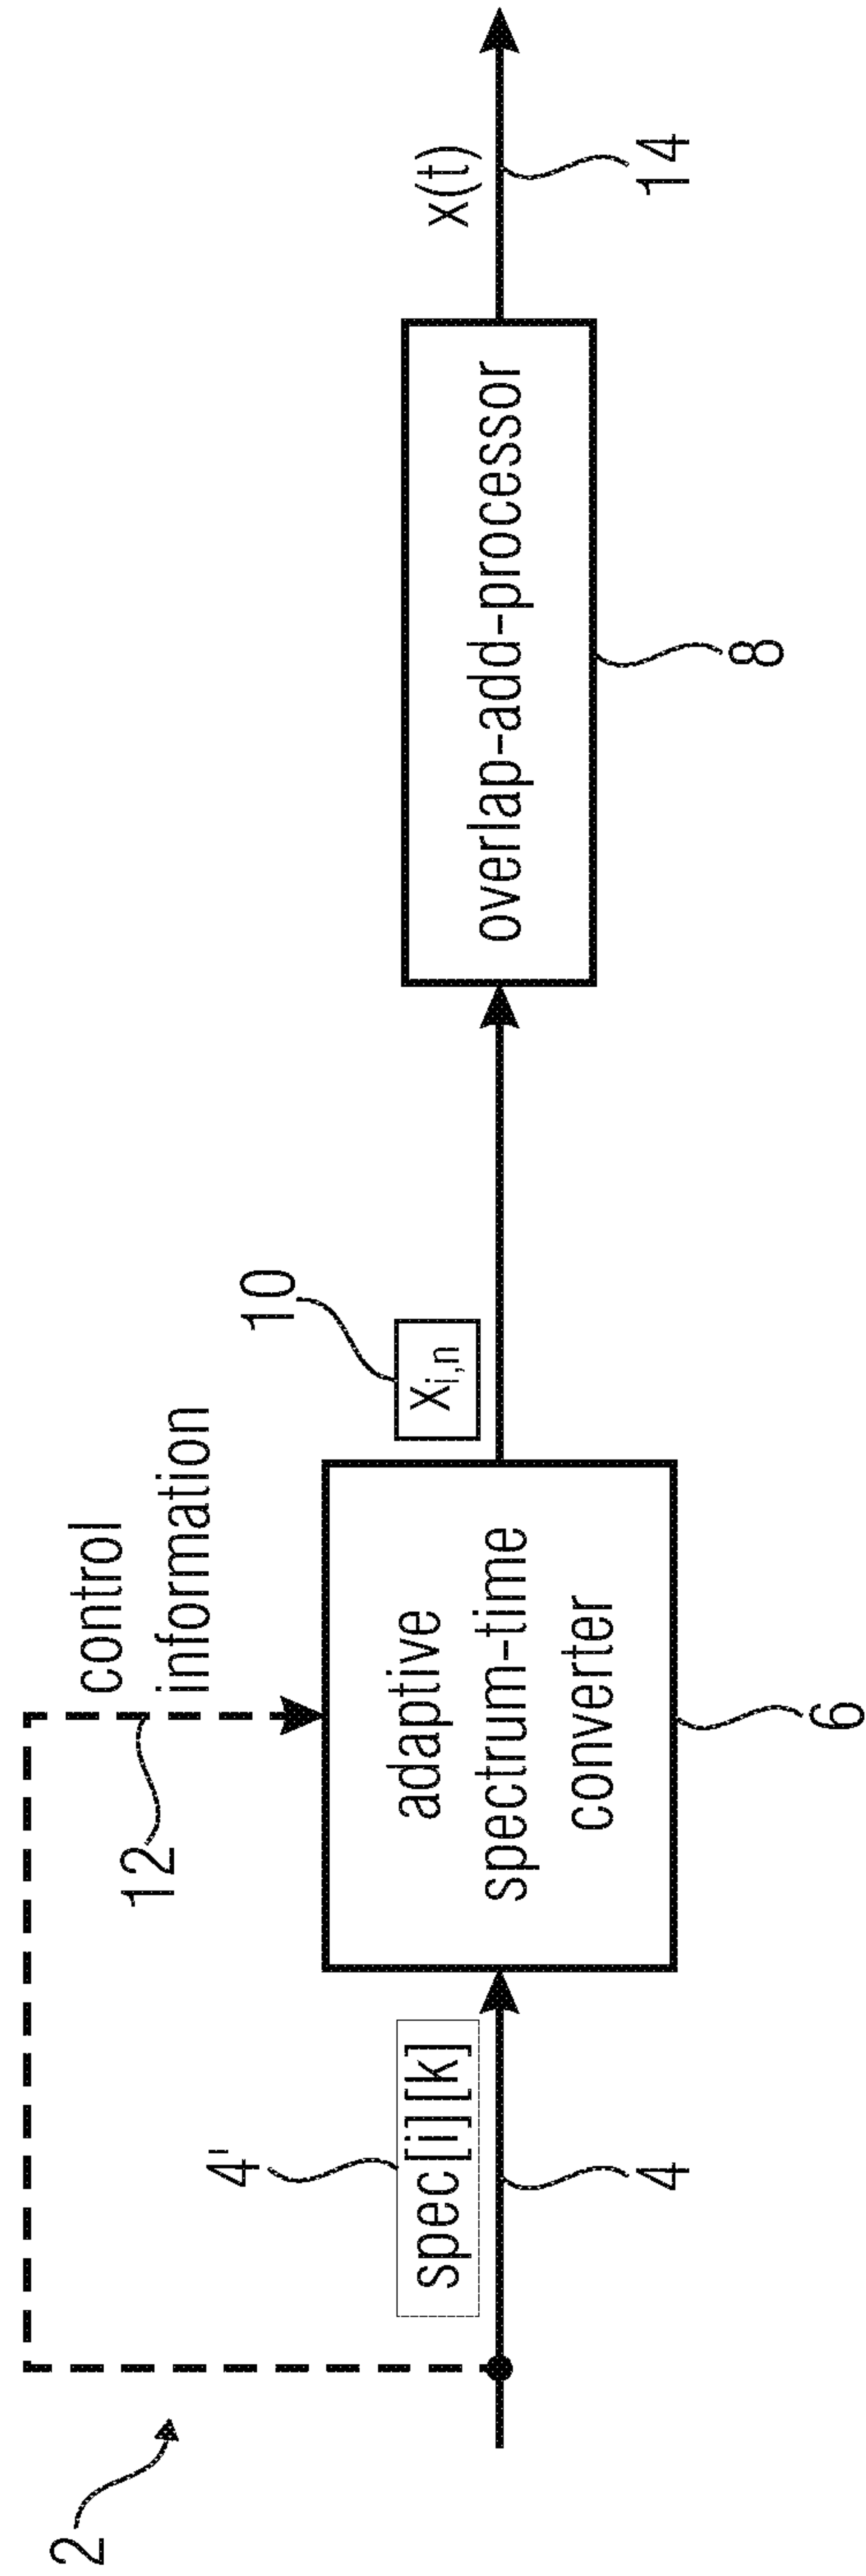 2
12
control
information
10
4'
spec[i][k]
x_{i,n}
x(t)
adaptive
spectrum-time
converter
overlap-add-processor
4
6
8
14